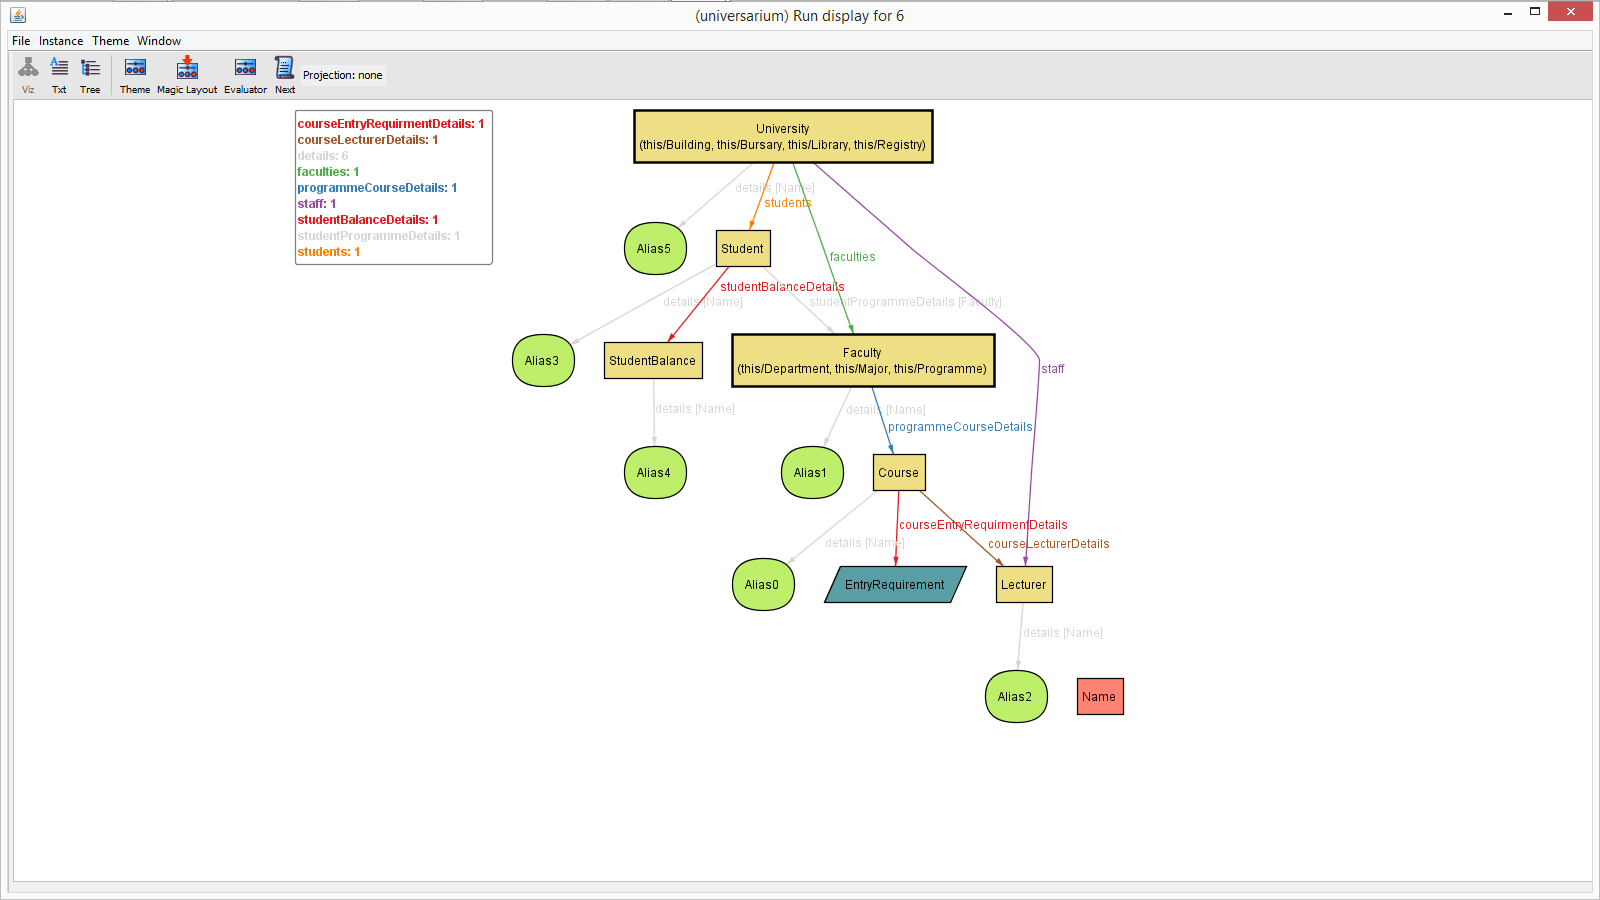 (universarium) Run display for 6
File Instance Theme Window
Viz Txt Tree Theme Magic Layout Evaluator Next Projection: none
courseEntryRequirmentDetails: 1
courseLecturerDetails: 1
details: 6
faculties: 1
programmeCourseDetails: 1
staff: 1
studentBalanceDetails: 1
studentProgrammeDetails: 1
students: 1
University
(this/Building, this/Bursary, this/Library, this/Registry)
details [Name]
students
Alias5
Student
faculties
studentBalanceDetails
details [Name]
studentProgrammeDetails [Faculty]
Alias3
StudentBalance
Faculty
(this/Department, this/Major, this/Programme)
staff
details [Name]
details [Name]
programmeCourseDetails
Alias4
Alias1
Course
courseEntryRequirmentDetails
details [Name]
courseLecturerDetails
Alias0
EntryRequirement
Lecturer
details [Name]
Alias2
Name